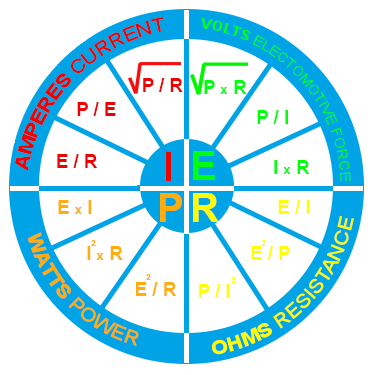 AMPERES CURRENT
VOLTS ELECTOMOTIVE FORCE
√P / R
√P x R
P / E
P / I
E / R
I x R
I E
P R
E x I
E / I
I² x R
E² / P
E² / R
P / I²
WATTS POWER
OHMS RESISTANCE